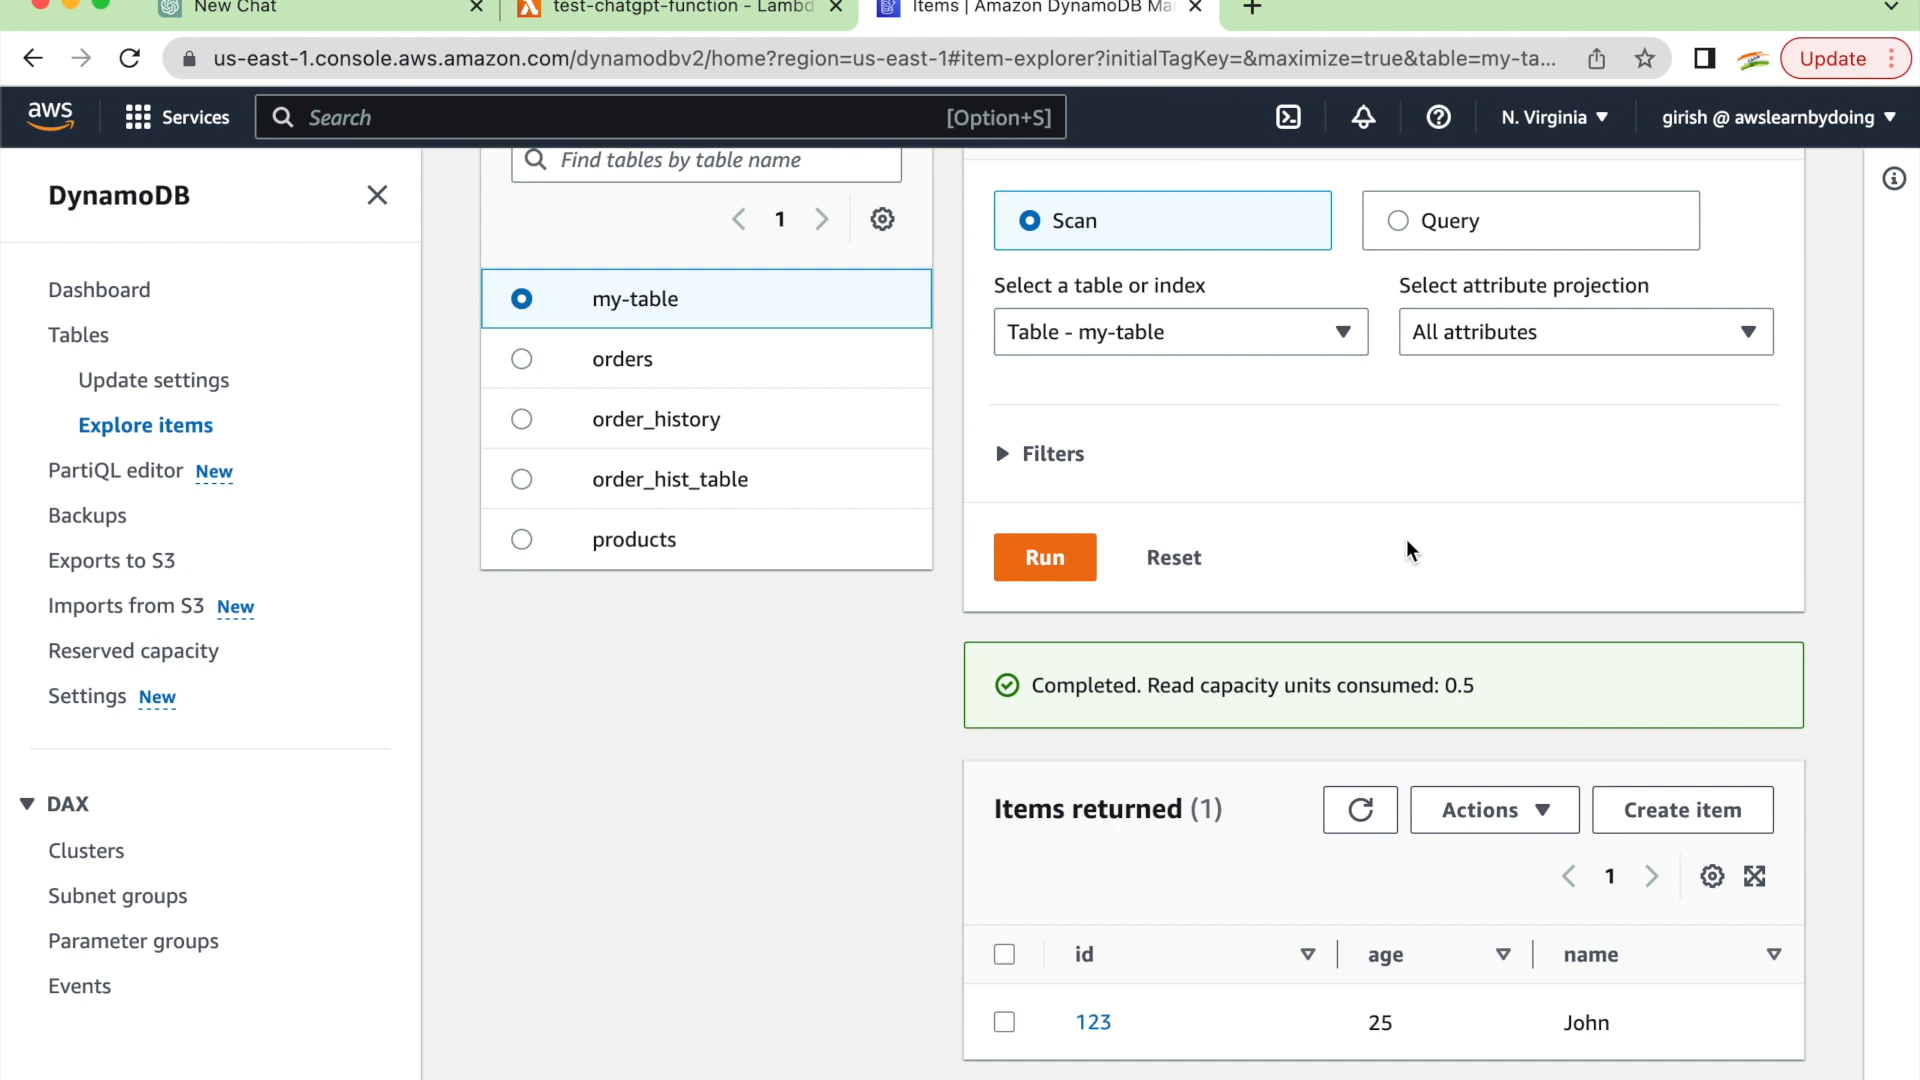 New Chat
test-chatgpt-function - Lambd
Items | Amazon DynamoDB Ma
us-east-1.console.aws.amazon.com/dynamodbv2/home?region=us-east-1#item-explorer?initialTagKey=&maximize=true&table=my-ta...
Update
aws
Services
Search
[Option+S]
N. Virginia
girish @ awslearnbydoing
DynamoDB
Dashboard
Tables
Update settings
Explore items
PartiQL editor New
Backups
Exports to S3
Imports from S3 New
Reserved capacity
Settings New
DAX
Clusters
Subnet groups
Parameter groups
Events
Find tables by table name
1
my-table
orders
order_history
order_hist_table
products
Scan
Query
Select a table or index
Select attribute projection
Table - my-table
All attributes
Filters
Run
Reset
Completed. Read capacity units consumed: 0.5
Items returned (1)
Actions
Create item
1
id age name
123 25 John